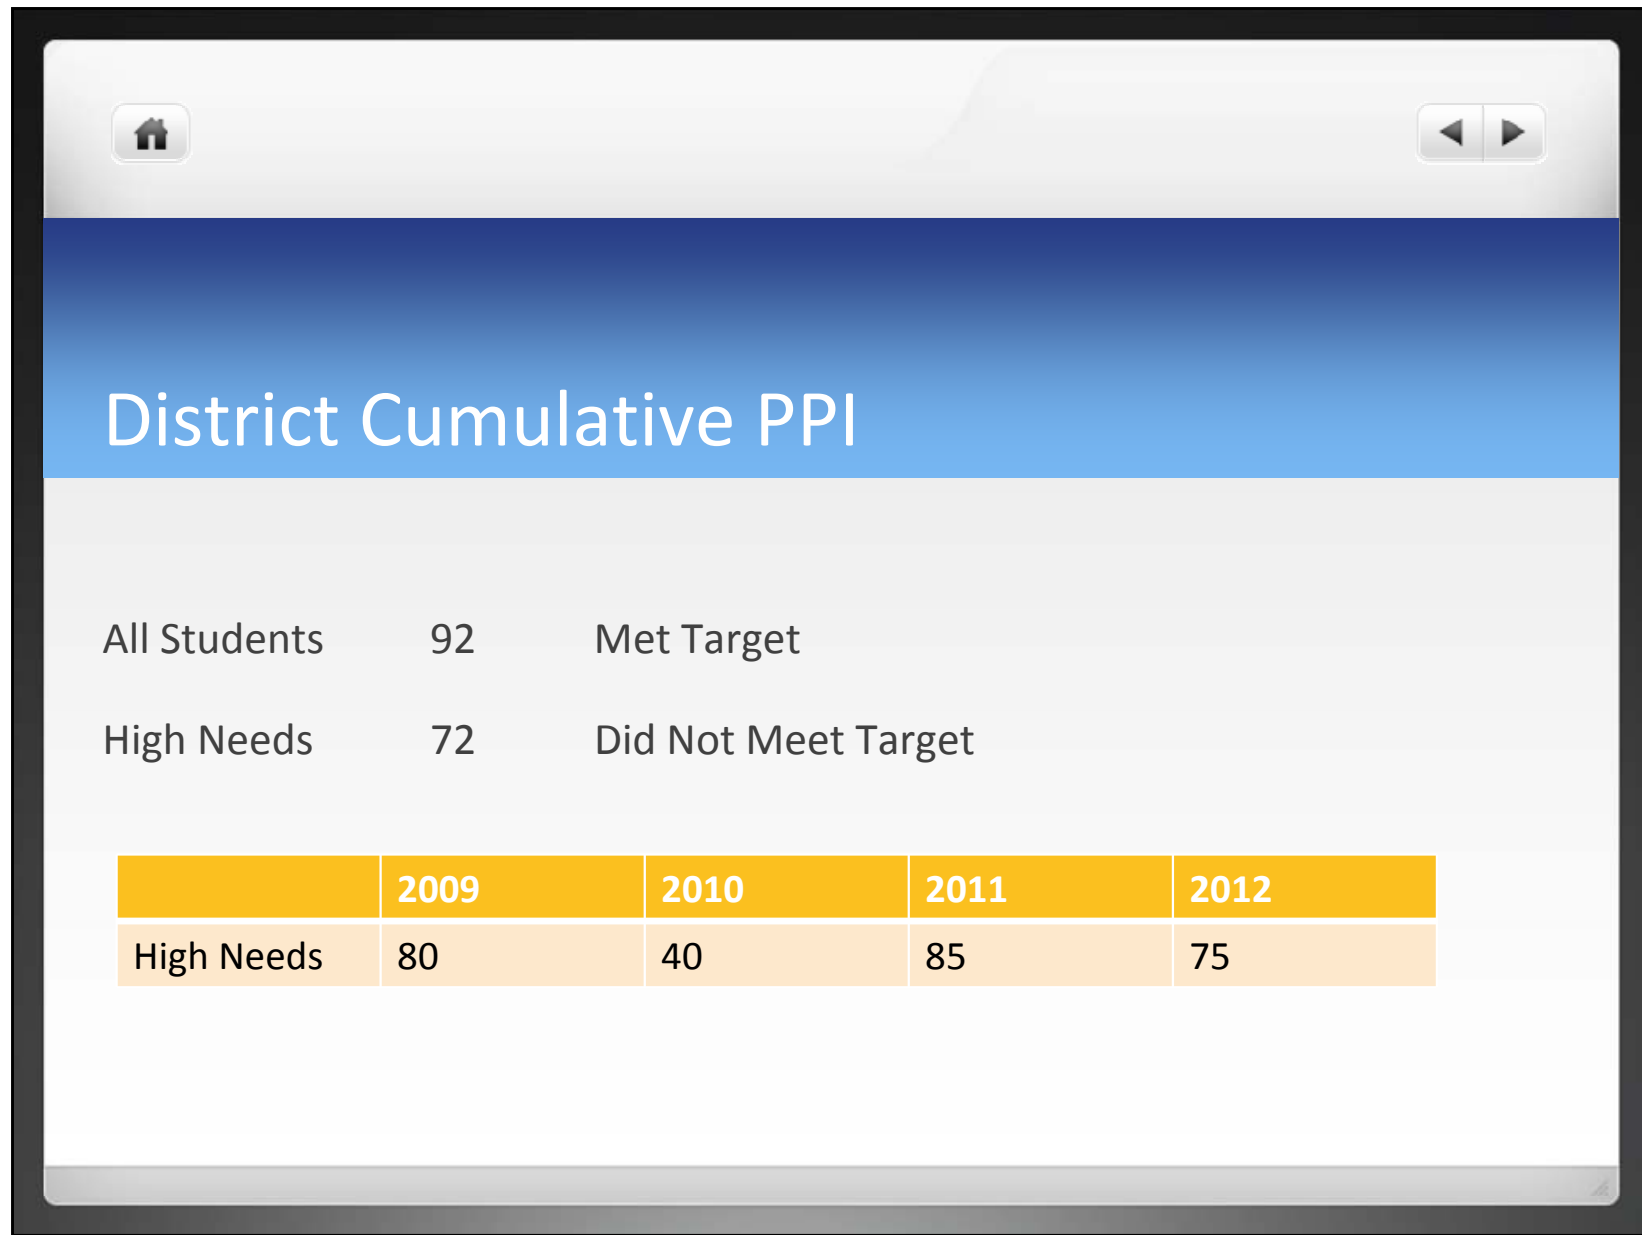 District Cumulative PPI
All Students 92 Met Target
High Needs 72 Did Not Meet Target
2009 2010 2011 2012
High Needs 80 40 85 75